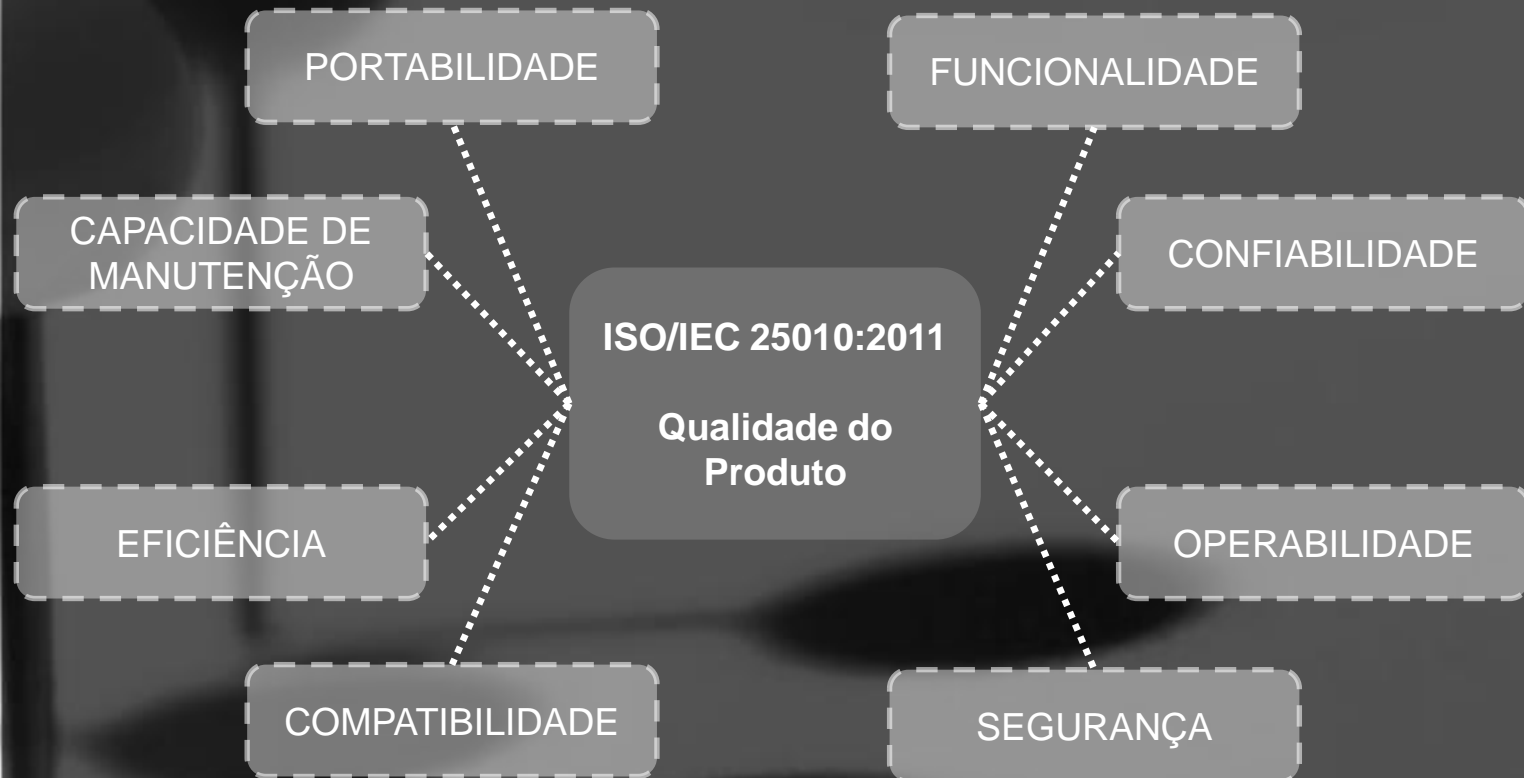 PORTABILIDADE
FUNCIONALIDADE
CAPACIDADE DE
MANUTENÇÃO
CONFIABILIDADE
ISO/IEC 25010:2011
Qualidade do
Produto
EFICIÊNCIA
OPERABILIDADE
COMPATIBILIDADE
SEGURANÇA